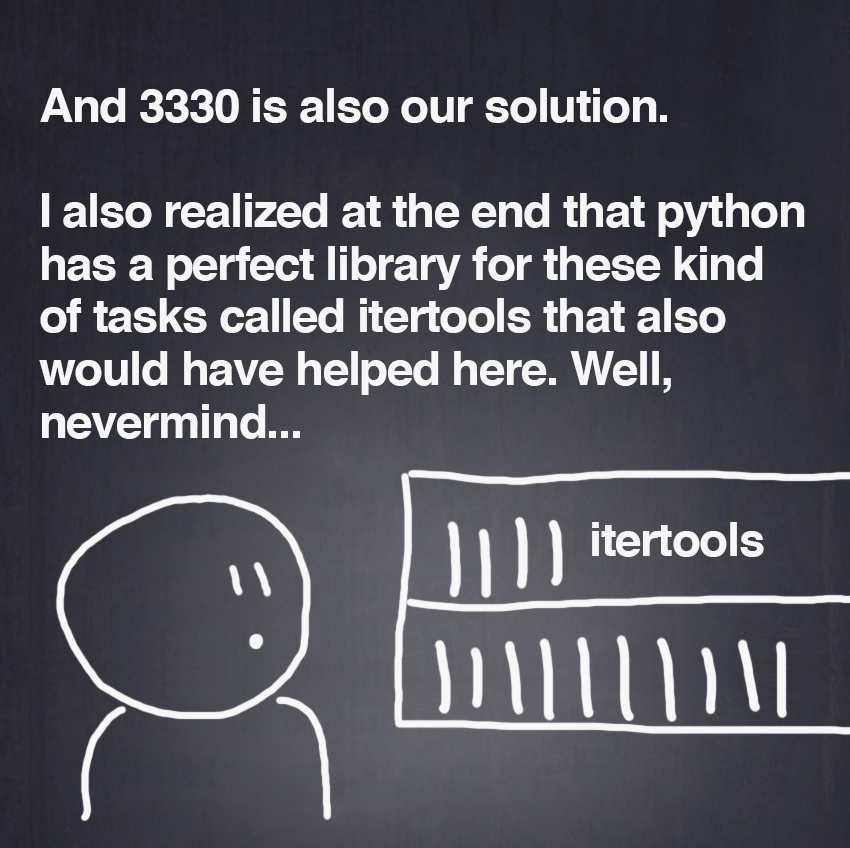 And 3330 is also our solution.
I also realized at the end that python
has a perfect library for these kind
of tasks called itertools that also
would have helped here. Well,
nevermind...
itertools